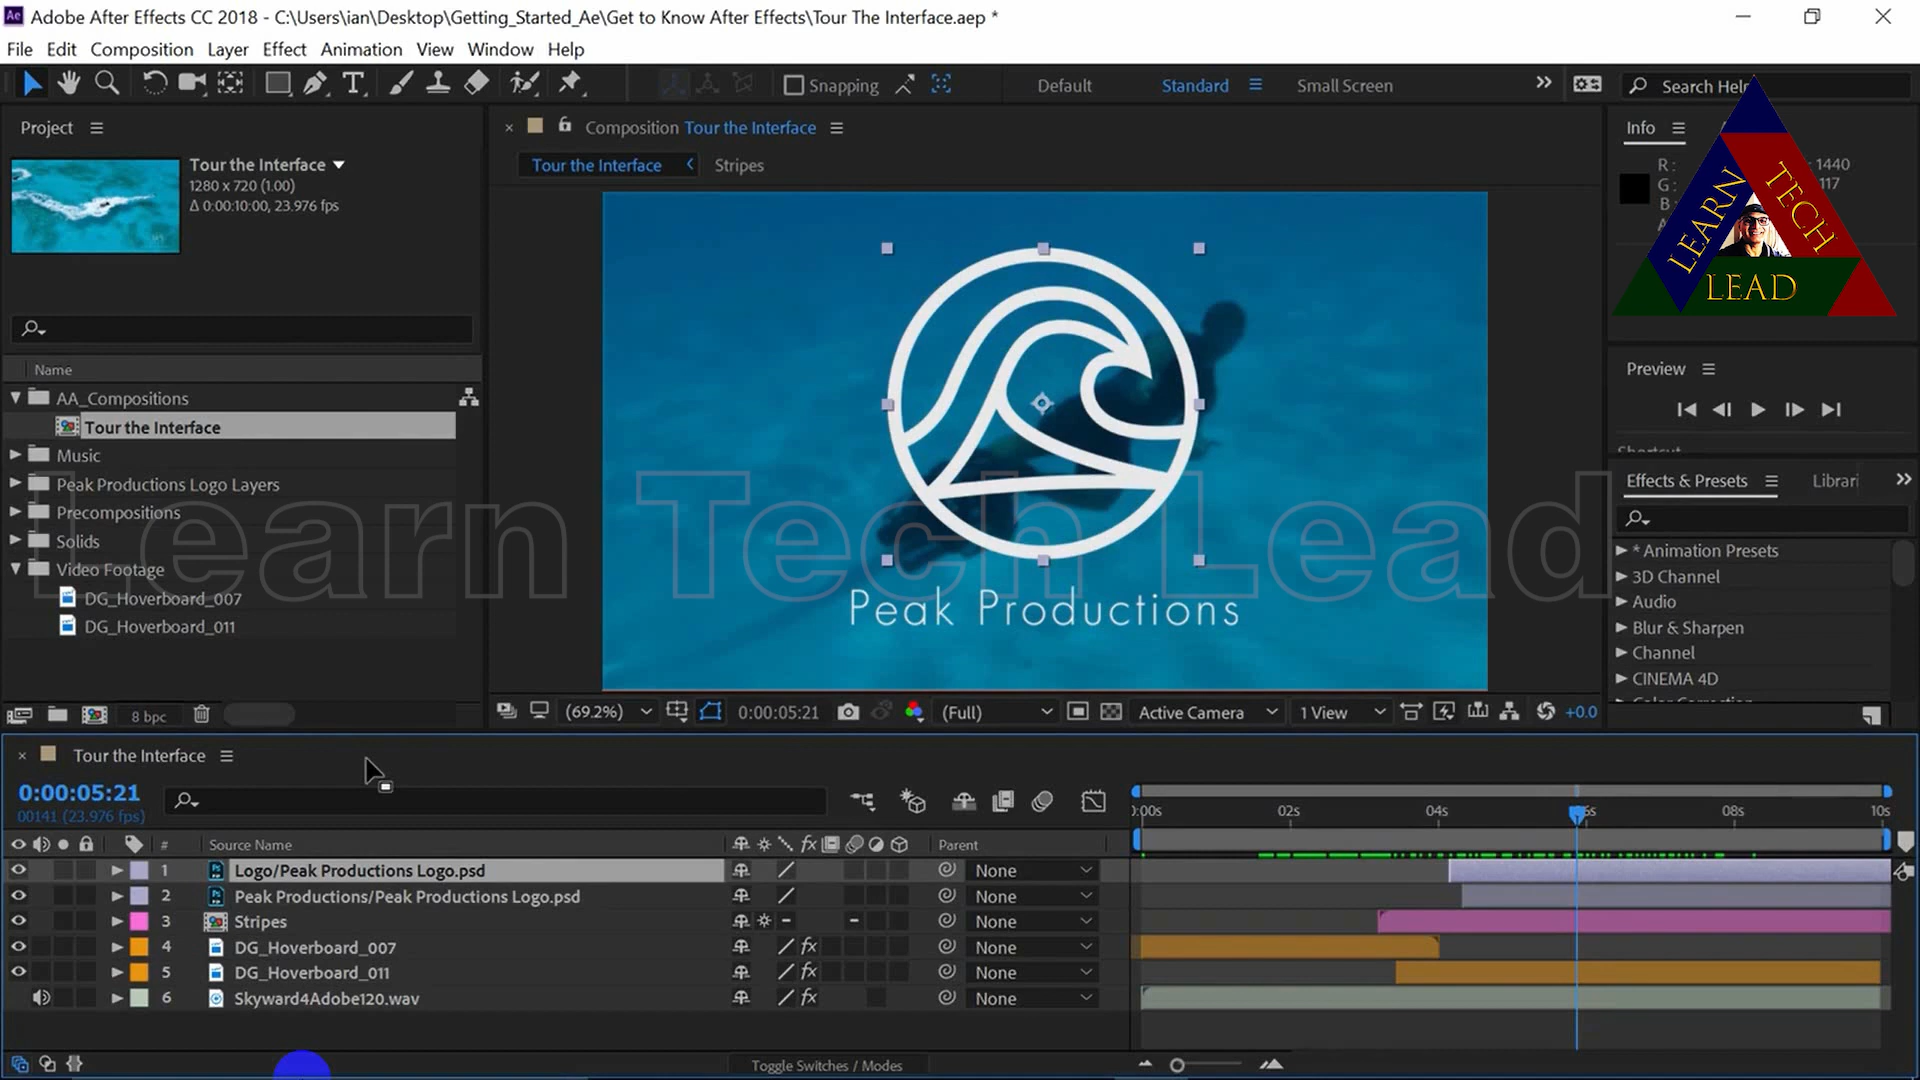 Adobe After Effects CC 2018 - C:\Users\ian\Desktop\Getting_Started_Ae\Get to Know After Effects\Tour The Interface.aep *
File Edit Composition Layer Effect Animation View Window Help
Snapping Default Standard Small Screen Search Help
Project
Composition Tour the Interface
Info
Tour the Interface
1280 x 720 (1.00)
Δ 0:00:10:00, 23.976 fps
Tour the Interface Stripes
R :
G :
B :
1440
117
LEARN TECH LEAD
Name
AA_Compositions
Tour the Interface
Music
Peak Productions Logo Layers
Precompositions
Solids
Video Footage
DG_Hoverboard_007
DG_Hoverboard_011
8 bpc
Peak Productions
Learn Tech Lead
(69.2%) 0:00:05:21 (Full) Active Camera 1 View +0.0
Preview
Shortcut
Effects & Presets Librari
* Animation Presets
3D Channel
Audio
Blur & Sharpen
Channel
CINEMA 4D
Color Correction
Tour the Interface
0:00:05:21
00141 (23.976 fps)
:00s 02s 04s 08s 10s
# Source Name fx Parent
1 Logo/Peak Productions Logo.psd None
2 Peak Productions/Peak Productions Logo.psd None
3 Stripes None
4 DG_Hoverboard_007 fx None
5 DG_Hoverboard_011 fx None
6 Skyward4Adobe120.wav fx None
Toggle Switches / Modes